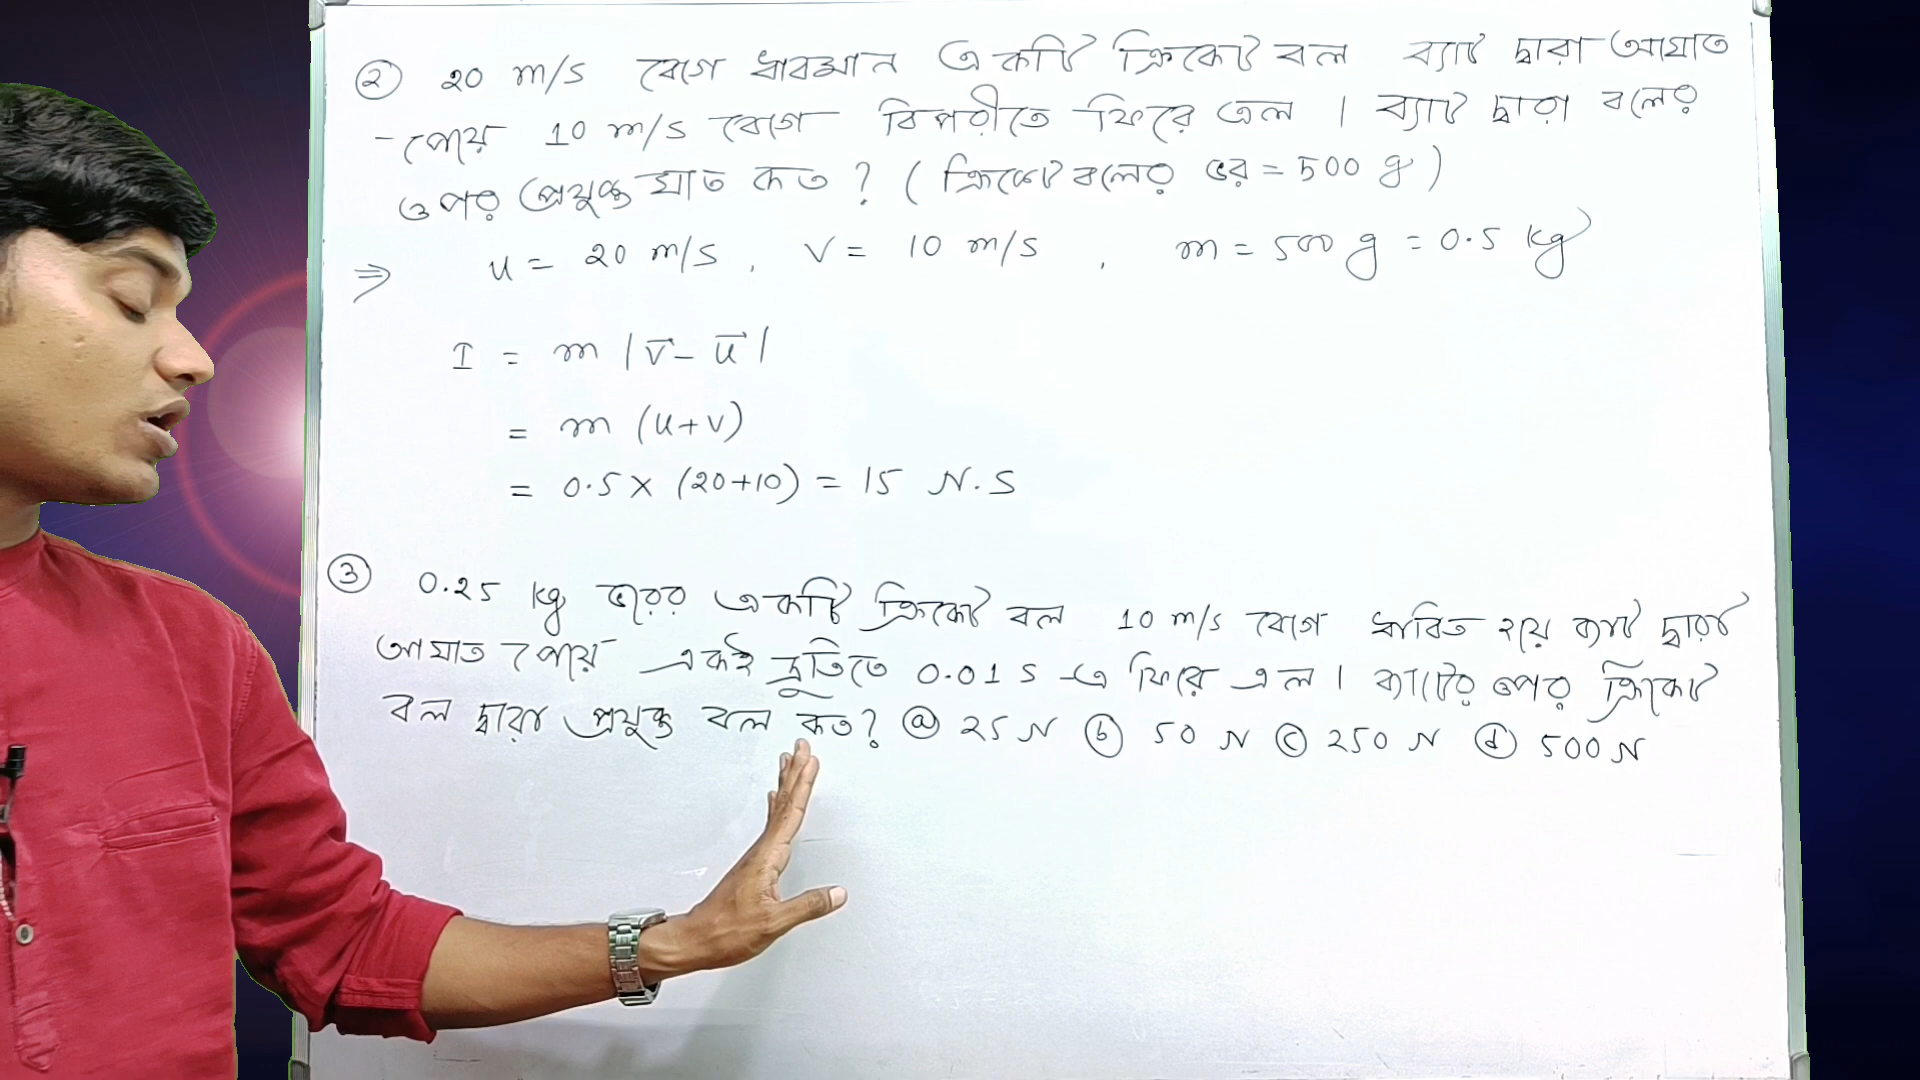 ② 20 m/s বেগে ধাবমান একটি ক্রিকেট বল ব্যাট দ্বারা আঘাত
পেয়ে 10 m/s বেগে বিপরীতে ফিরে এল । ব্যাট দ্বারা বলের
ওপর প্রযুক্ত ঘাত কত ? ( ক্রিকেট বলের ভর = 500 g )
⇒ u = 20 m/s , v = 10 m/s , m = 500 g = 0.5 kg
I = m |v⃗ - u⃗|
= m (u+v)
= 0.5 × (20+10) = 15 N.S
③ 0.25 kg ভরের একটি ক্রিকেট বল 10 m/s বেগে ধাবিত হয়ে ব্যাট দ্বারা
আঘাত পেয়ে একই দ্রুতিতে 0.01 s -এ ফিরে এল । ব্যাটের ওপর ক্রিকেট
বল দ্বারা প্রযুক্ত বল কত? ⓐ 25 N ⓑ 50 N ⓒ 250 N ⓓ 500 N